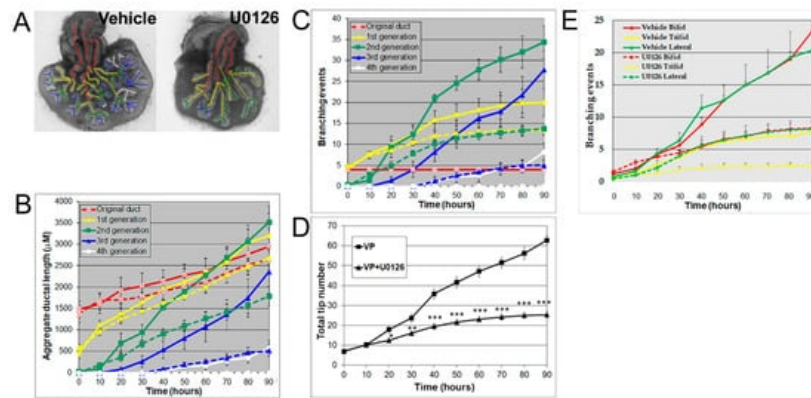 A
Vehicle
U0126
B
Aggregate ductal length (µM)
4000
3500
3000
2500
2000
1500
1000
500
0
Original duct
1st generation
2nd generation
3rd generation
4th generation
0 10 20 30 40 50 60 70 80 90
Time (hours)
C
Branching events
40
35
30
25
20
15
10
5
0
Original duct
1st generation
2nd generation
3rd generation
4th generation
0 10 20 30 40 50 60 70 80 90
Time (hours)
D
Total tip number
70
60
50
40
30
20
10
0
VP
VP+U0126
* ** *** *** *** *** *** ***
0 10 20 30 40 50 60 70 80 90
Time (hours)
E
Branching events
25
20
15
10
5
0
Vehicle Bifid
Vehicle Trifid
Vehicle Lateral
U0126 Bifid
U0126 Trifid
U0126 Lateral
0 10 20 30 40 50 60 70 80 90
Time (hours)